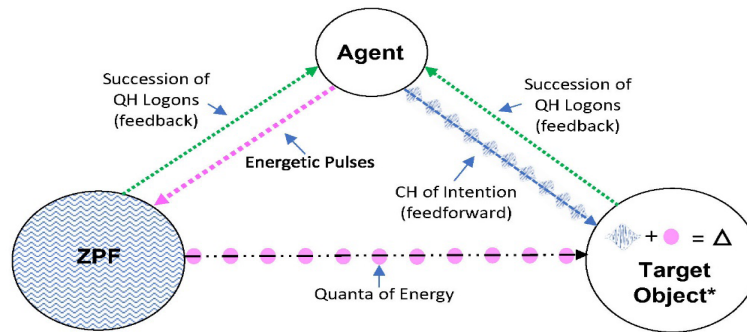 Agent
Succession of
QH Logons
(feedback)
Succession of
QH Logons
(feedback)
Energetic Pulses
CH of Intention
(feedforward)
ZPF
+ = Δ
Target
Object*
Quanta of Energy